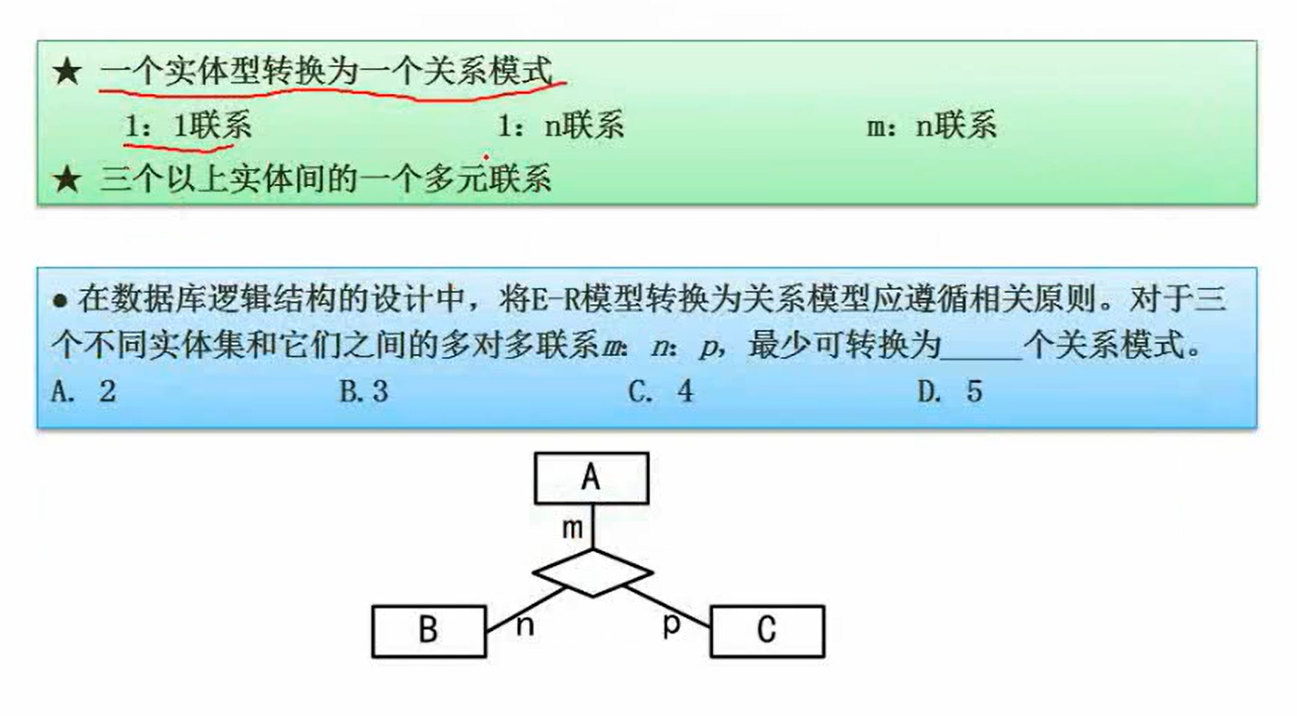 ★ 一个实体型转换为一个关系模式
1：1联系 1：n联系 m：n联系
★ 三个以上实体间的一个多元联系
● 在数据库逻辑结构的设计中，将E-R模型转换为关系模型应遵循相关原则。对于三
个不同实体集和它们之间的多对多联系m：n：p，最少可转换为_____个关系模式。
A. 2 B.3 C. 4 D. 5
A
m
B n p C